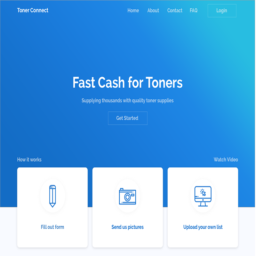 Toner Connect
Home About Contact FAQ Login
Fast Cash for Toners
Supplying thousands with quality toner supplies
Get Started
How it works Watch Video
Fill out form Send us pictures Upload your own list